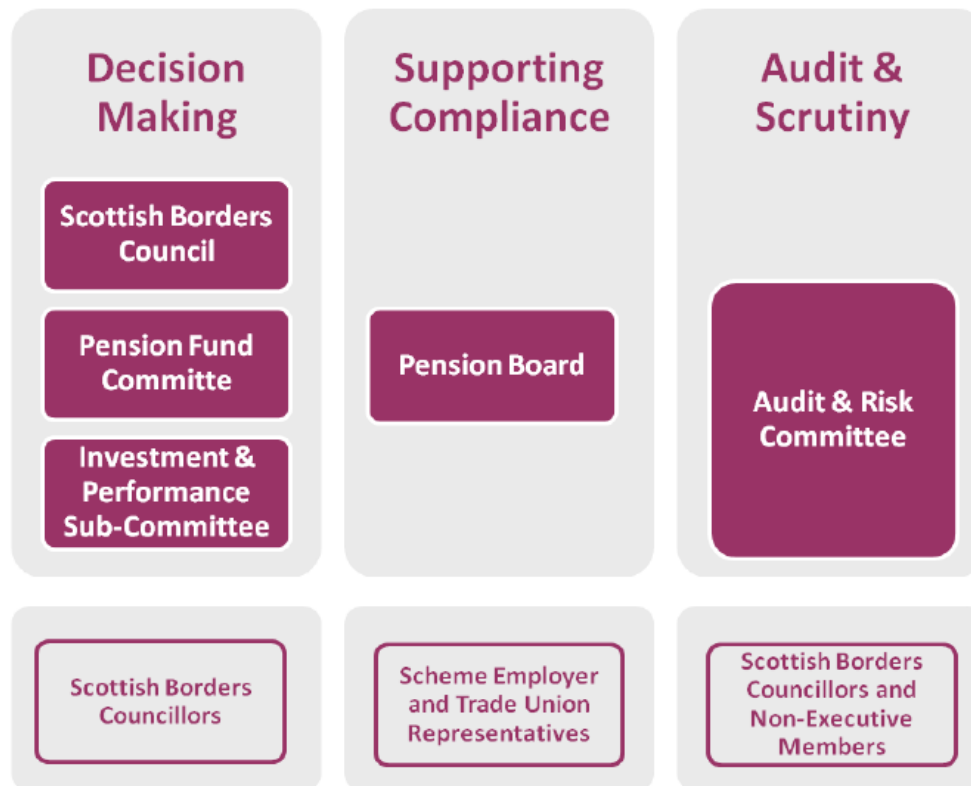 Decision
Making
Scottish Borders
Council
Pension Fund
Committe
Investment &
Performance
Sub-Committee
Supporting
Compliance
Pension Board
Audit &
Scrutiny
Audit & Risk
Committee
Scottish Borders
Councillors
Scheme Employer
and Trade Union
Representatives
Scottish Borders
Councillors and
Non-Executive
Members